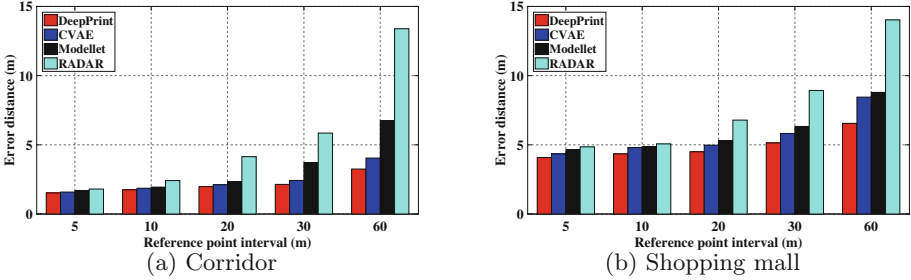 15
10
5
0
Error distance (m)
DeepPrint
CVAE
Modellet
RADAR
5 10 20 30 60
Reference point interval (m)
(a) Corridor
15
10
5
0
Error distance (m)
DeepPrint
CVAE
Modellet
RADAR
5 10 20 30 60
Reference point interval (m)
(b) Shopping mall